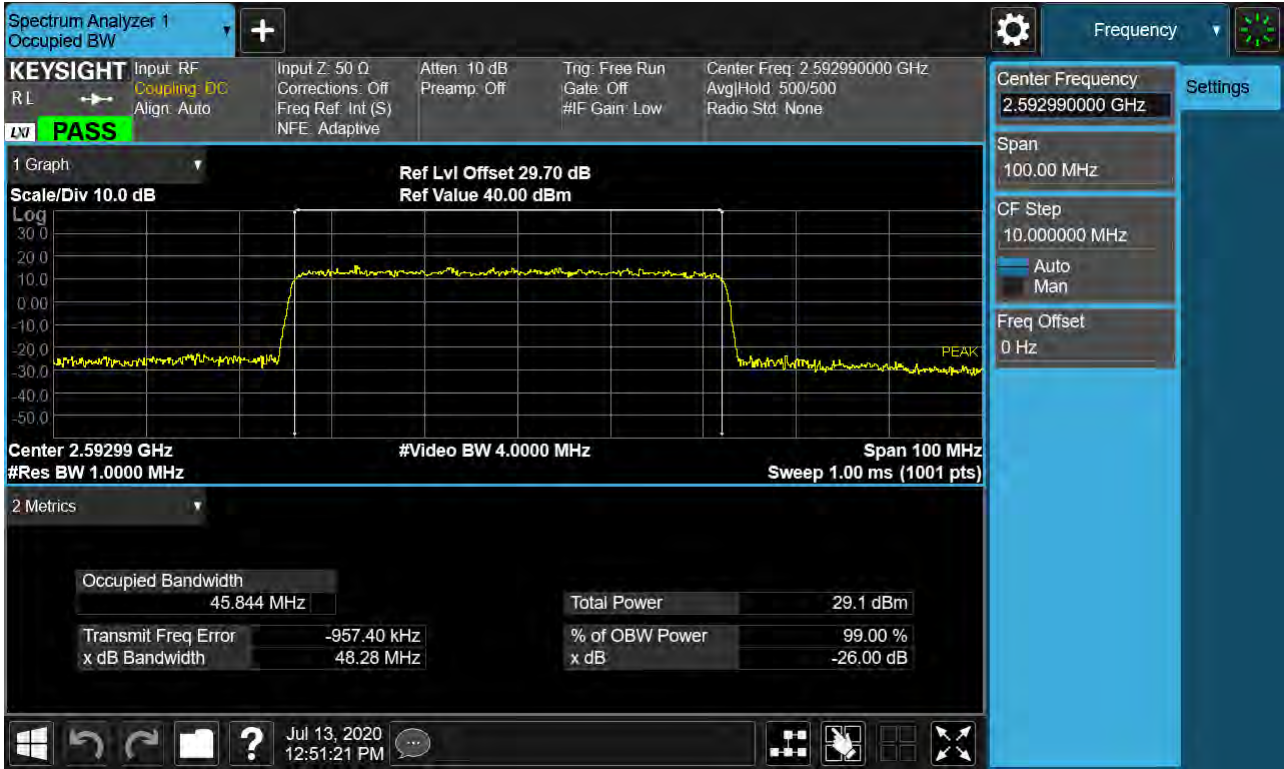 Spectrum Analyzer 1
Occupied BW
+
Frequency
KEYSIGHT
RL
LXI PASS
Input: RF
Coupling: DC
Align: Auto
Input Z: 50 Ω
Corrections: Off
Freq Ref: Int (S)
NFE: Adaptive
Atten: 10 dB
Preamp: Off
Trig: Free Run
Gate: Off
#IF Gain: Low
Center Freq: 2.592990000 GHz
Avg|Hold: 500/500
Radio Std: None
Center Frequency
2.592990000 GHz
Settings
Span
100.00 MHz
CF Step
10.000000 MHz
Auto
Man
Freq Offset
0 Hz
1 Graph
Scale/Div 10.0 dB
Ref Lvl Offset 29.70 dB
Ref Value 40.00 dBm
Log
30.0
20.0
10.0
0.00
-10.0
-20.0
-30.0
-40.0
-50.0
PEAK
Center 2.59299 GHz
#Video BW 4.0000 MHz
Span 100 MHz
#Res BW 1.0000 MHz
Sweep 1.00 ms (1001 pts)
2 Metrics
Occupied Bandwidth
45.844 MHz
Total Power 29.1 dBm
Transmit Freq Error -957.40 kHz
% of OBW Power 99.00 %
x dB Bandwidth 48.28 MHz
x dB -26.00 dB
?
Jul 13, 2020
12:51:21 PM